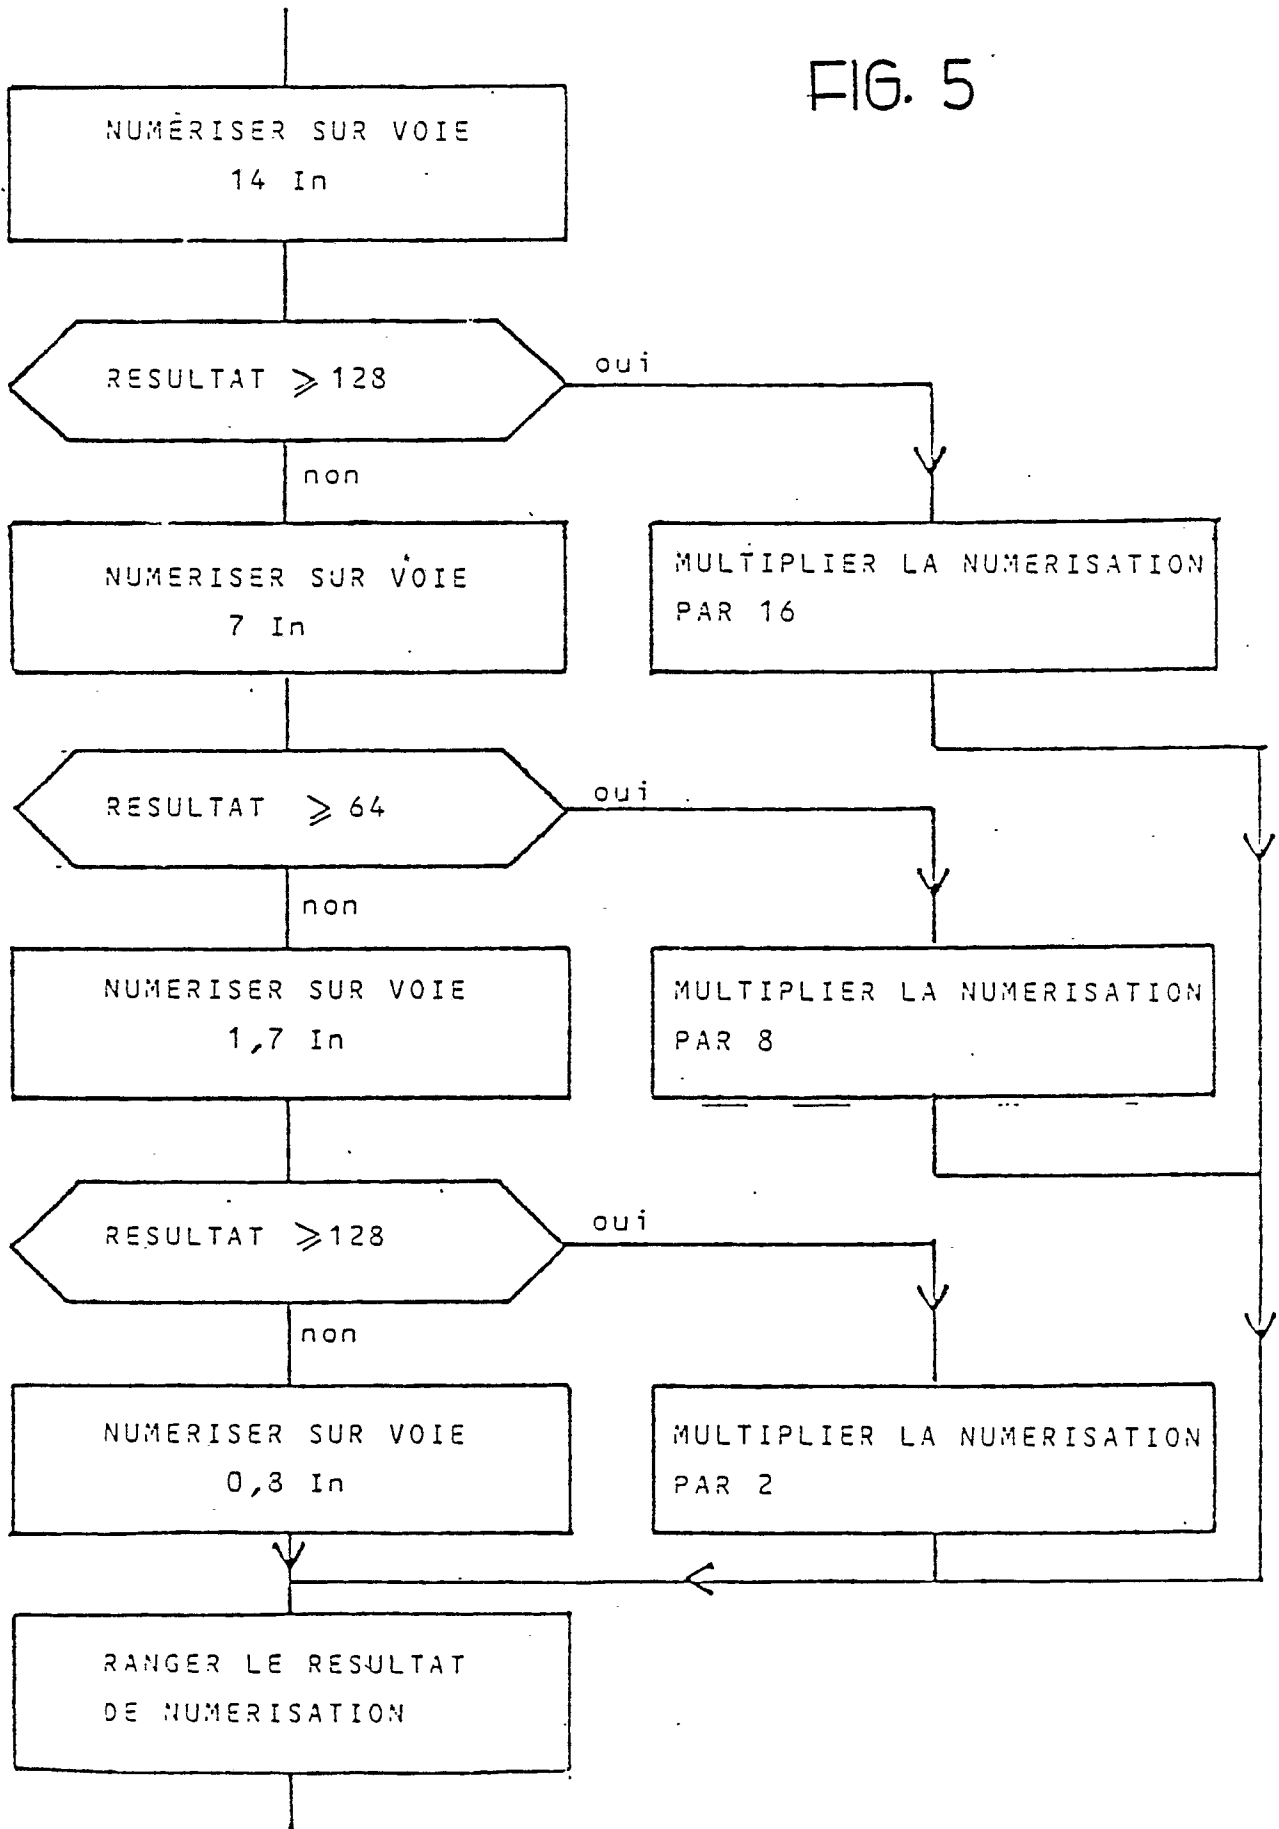 FIG. 5
NUMERISER SUR VOIE
14 In
RESULTAT ⩾ 128
oui
non
NUMERISER SUR VOIE
7 In
MULTIPLIER LA NUMERISATION
PAR 16
RESULTAT ⩾ 64
oui
non
NUMERISER SUR VOIE
1,7 In
MULTIPLIER LA NUMERISATION
PAR 8
RESULTAT ⩾ 128
oui
non
NUMERISER SUR VOIE
0,8 In
MULTIPLIER LA NUMERISATION
PAR 2
RANGER LE RESULTAT
DE NUMERISATION